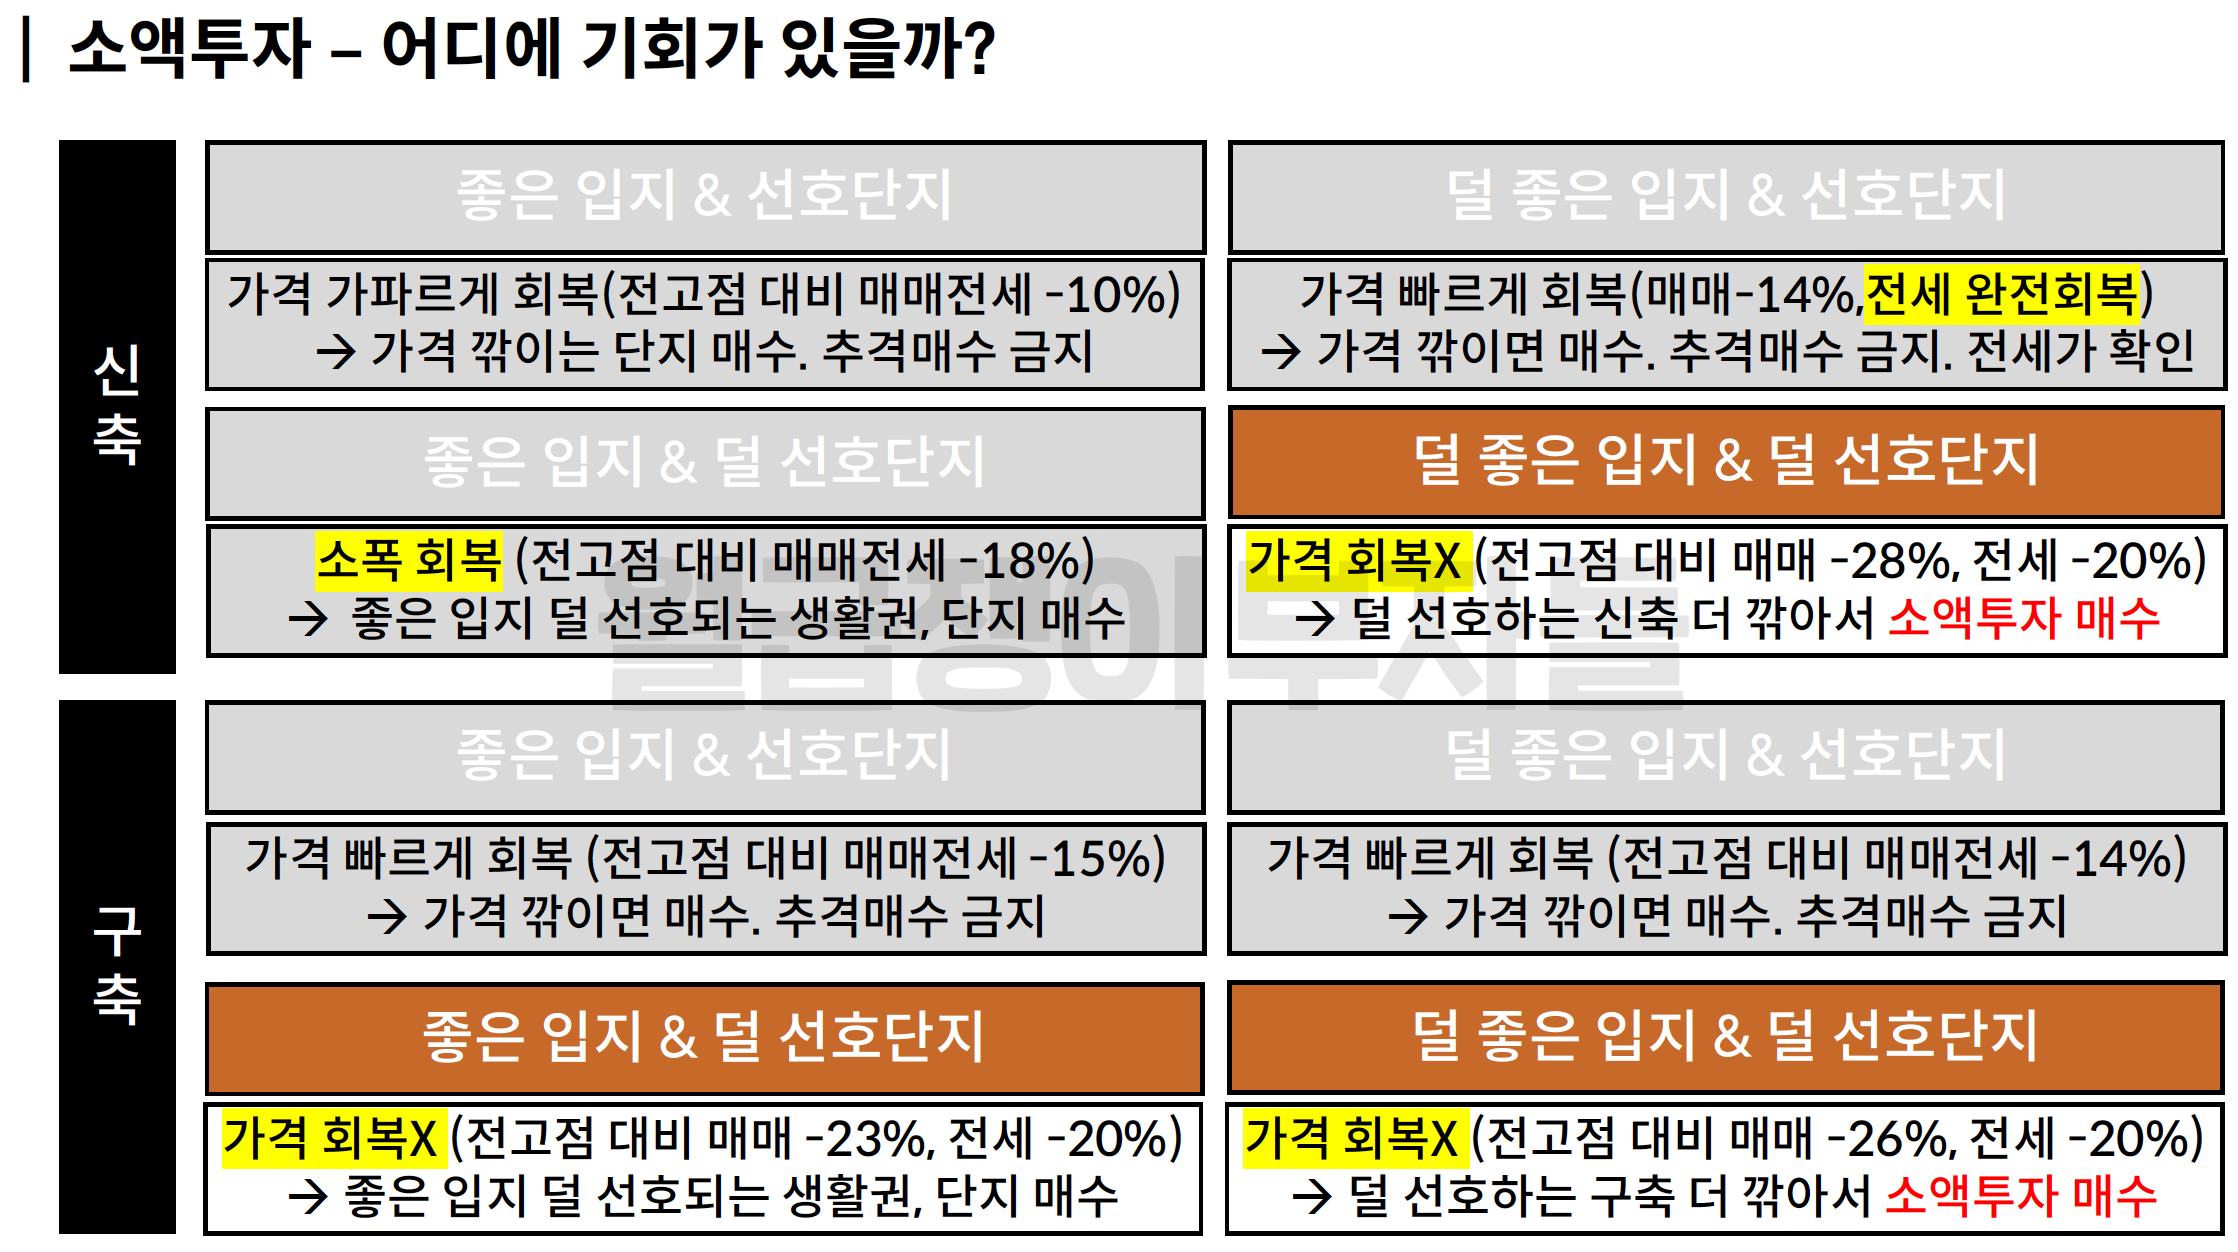 | 소액투자 – 어디에 기회가 있을까?
신축
좋은 입지 & 선호단지
가격 가파르게 회복(전고점 대비 매매전세 -10%)
→ 가격 깎이는 단지 매수. 추격매수 금지
덜 좋은 입지 & 선호단지
가격 빠르게 회복(매매-14%,전세 완전회복)
→ 가격 깎이면 매수. 추격매수 금지. 전세가 확인
좋은 입지 & 덜 선호단지
소폭 회복 (전고점 대비 매매전세 -18%)
→ 좋은 입지 덜 선호되는 생활권, 단지 매수
덜 좋은 입지 & 덜 선호단지
가격 회복X (전고점 대비 매매 -28%, 전세 -20%)
→ 덜 선호하는 신축 더 깎아서 소액투자 매수
월급쟁이부자들
구축
좋은 입지 & 선호단지
가격 빠르게 회복 (전고점 대비 매매전세 -15%)
→ 가격 깎이면 매수. 추격매수 금지
덜 좋은 입지 & 선호단지
가격 빠르게 회복 (전고점 대비 매매전세 -14%)
→ 가격 깎이면 매수. 추격매수 금지
좋은 입지 & 덜 선호단지
가격 회복X (전고점 대비 매매 -23%, 전세 -20%)
→ 좋은 입지 덜 선호되는 생활권, 단지 매수
덜 좋은 입지 & 덜 선호단지
가격 회복X (전고점 대비 매매 -26%, 전세 -20%)
→ 덜 선호하는 구축 더 깎아서 소액투자 매수